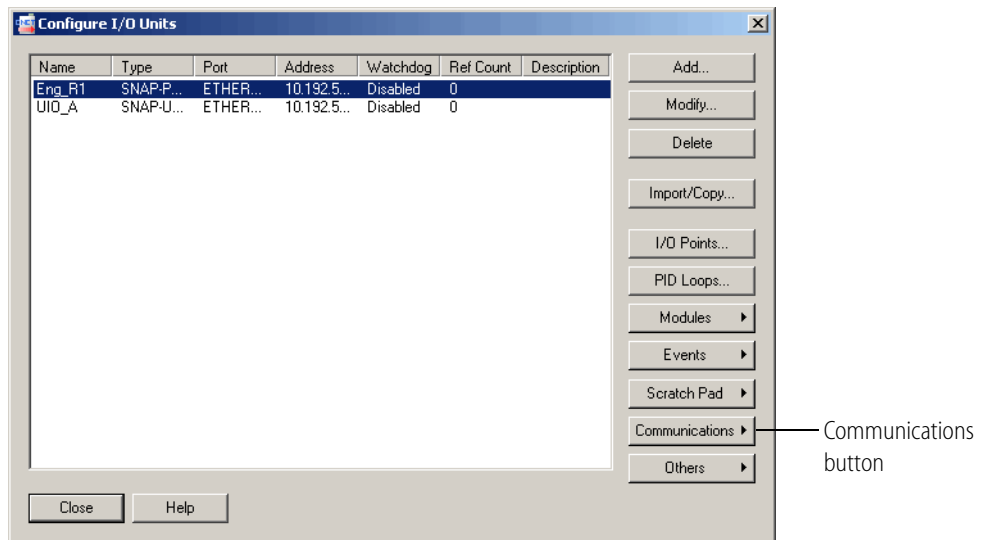 Configure I/O Units
Name Type Port Address Watchdog Ref Count Description
Eng_R1 SNAP-P... ETHER... 10.192.5... Disabled 0
UIO_A SNAP-U... ETHER... 10.192.5... Disabled 0
Add...
Modify...
Delete
Import/Copy...
I/O Points...
PID Loops...
Modules
Events
Scratch Pad
Communications
Others
Communications
button
Close Help